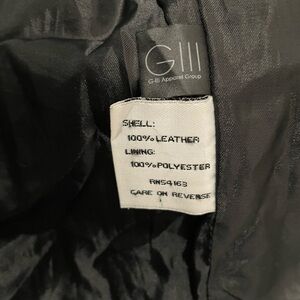 GIII
G-III Apparel Group
SHELL:
100% LEATHER
LINING:
100% POLYESTER
RN54163
CARE ON REVERSE